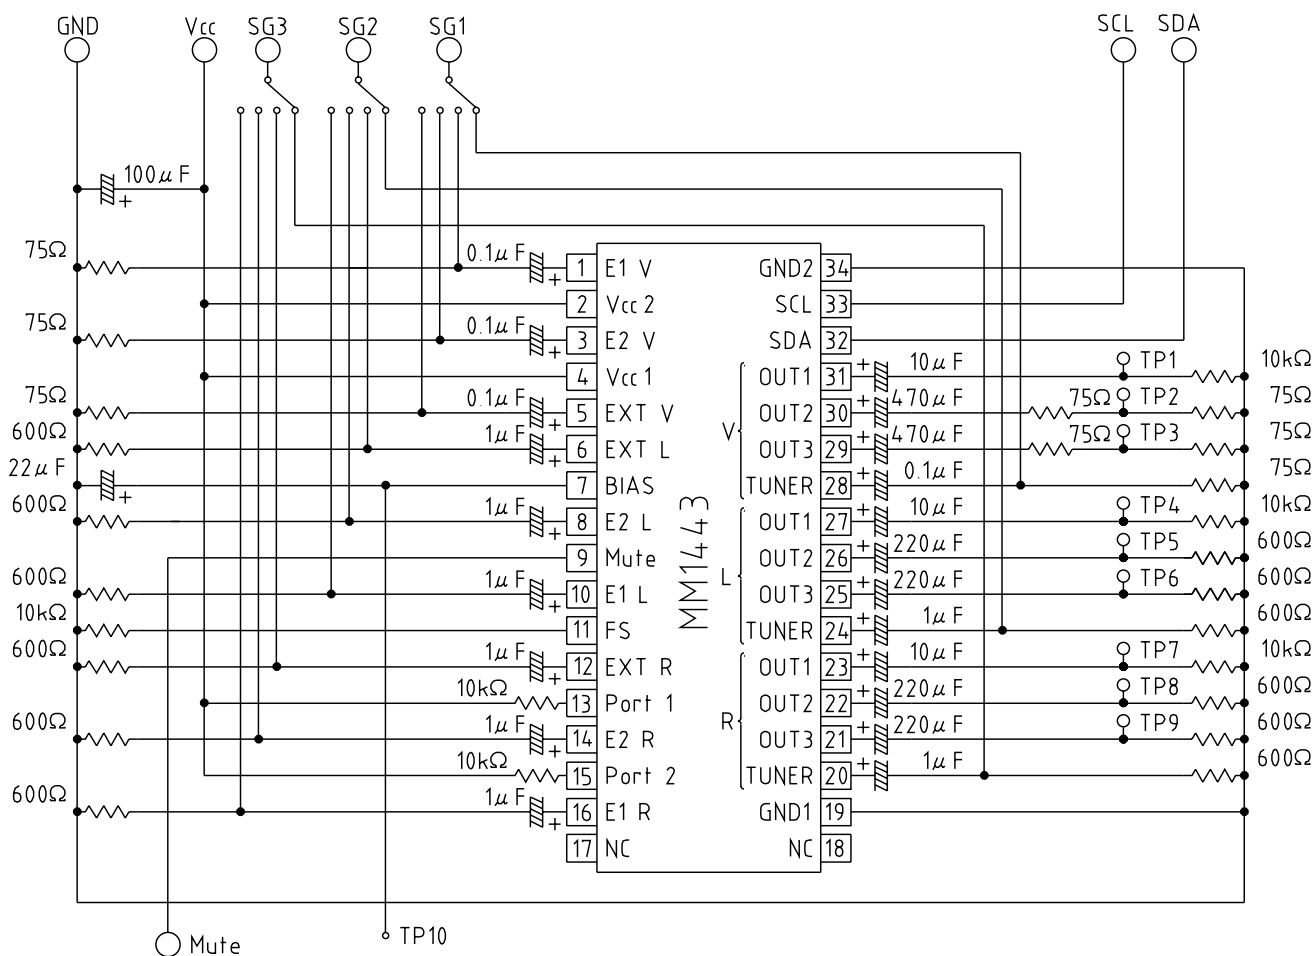 GND Vcc SG3 SG2 SG1 SCL SDA
100μF
+
75Ω 0.1μF + 1 E1 V GND2 34
2 Vcc2 SCL 33
75Ω 0.1μF + 3 E2 V SDA 32
4 Vcc1 OUT1 31 + 10μF TP1 10kΩ
75Ω 0.1μF + 5 EXT V OUT2 30 + 470μF 75Ω TP2 75Ω
600Ω 1μF + 6 EXT L V OUT3 29 + 470μF 75Ω TP3 75Ω
22μF + 7 BIAS TUNER 28 + 0.1μF 75Ω
600Ω 1μF + 8 E2 L OUT1 27 + 10μF TP4 10kΩ
9 Mute OUT2 26 + 220μF TP5 600Ω
600Ω 1μF + 10 E1 L L OUT3 25 + 220μF TP6 600Ω
10kΩ 11 FS TUNER 24 + 1μF 600Ω
600Ω 1μF + 12 EXT R OUT1 23 + 10μF TP7 10kΩ
10kΩ 13 Port 1 OUT2 22 + 220μF TP8 600Ω
600Ω 1μF + 14 E2 R R OUT3 21 + 220μF TP9 600Ω
10kΩ 15 Port 2 TUNER 20 + 1μF 600Ω
600Ω 1μF + 16 E1 R GND1 19
17 NC NC 18
MM1443
Mute TP10